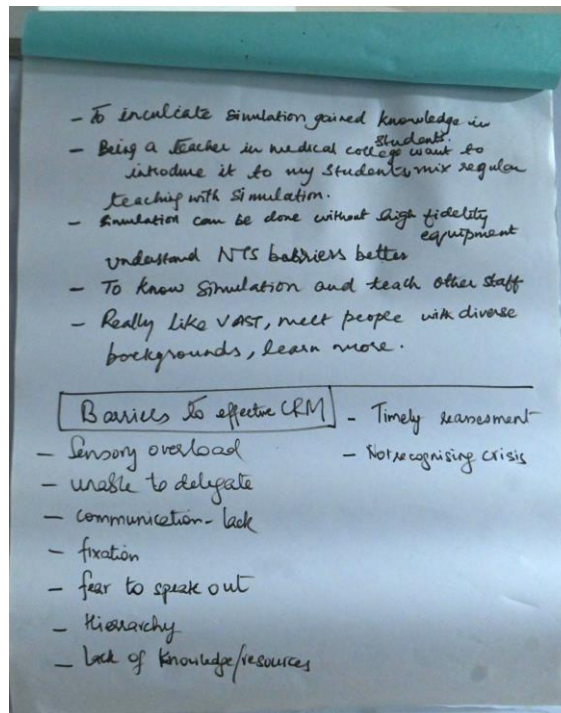 - To inculcate simulation gained knowledge in
students.
- Being a teacher in medical college want to
introduce it to my students, mix regular
teaching with simulation.
- Simulation can be done without high fidelity
equipment
understand NTS barriers better
- To know Simulation and teach other staff
- Really like VAST, meet people with diverse
backgrounds, learn more.
Barriers to effective CRM
- Sensory overload
- unable to delegate
- communication - lack
- fixation
- fear to speak out
- Hierarchy
- Lack of knowledge/resources
- Timely reassesment
- Not recognising crisis